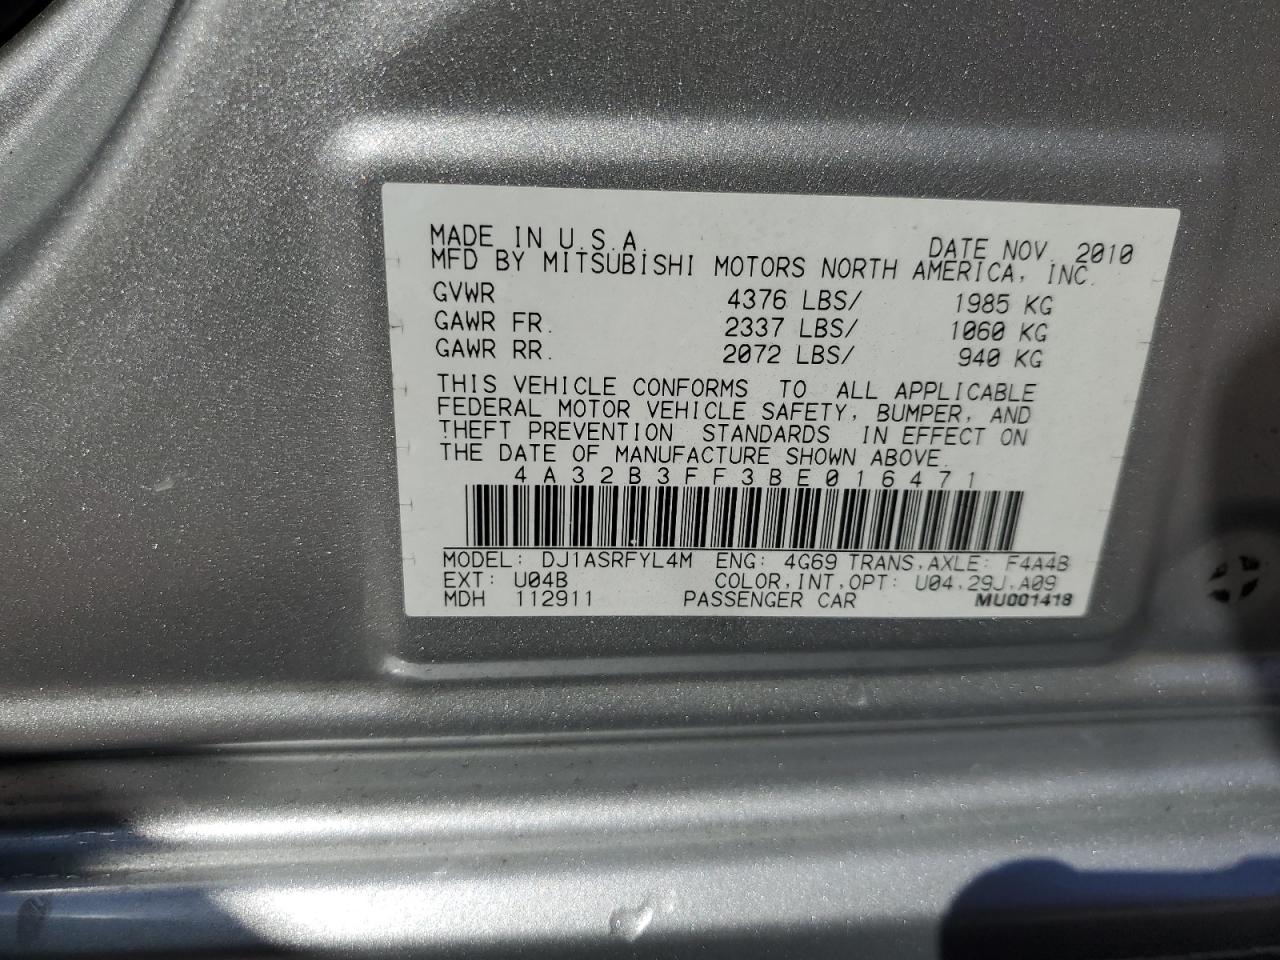 MADE IN U.S.A. DATE NOV. 2010
MFD BY MITSUBISHI MOTORS NORTH AMERICA, INC.
GVWR 4376 LBS/ 1985 KG
GAWR FR. 2337 LBS/ 1060 KG
GAWR RR. 2072 LBS/ 940 KG
THIS VEHICLE CONFORMS TO ALL APPLICABLE
FEDERAL MOTOR VEHICLE SAFETY, BUMPER, AND
THEFT PREVENTION STANDARDS IN EFFECT ON
THE DATE OF MANUFACTURE SHOWN ABOVE.
4A32B3FF3BE016471
MODEL: DJ1ASRFYL4M ENG: 4G69 TRANS,AXLE: F4A4B
EXT: U04B COLOR,INT,OPT: U04,29J,A09
MDH 112911 PASSENGER CAR MU001418